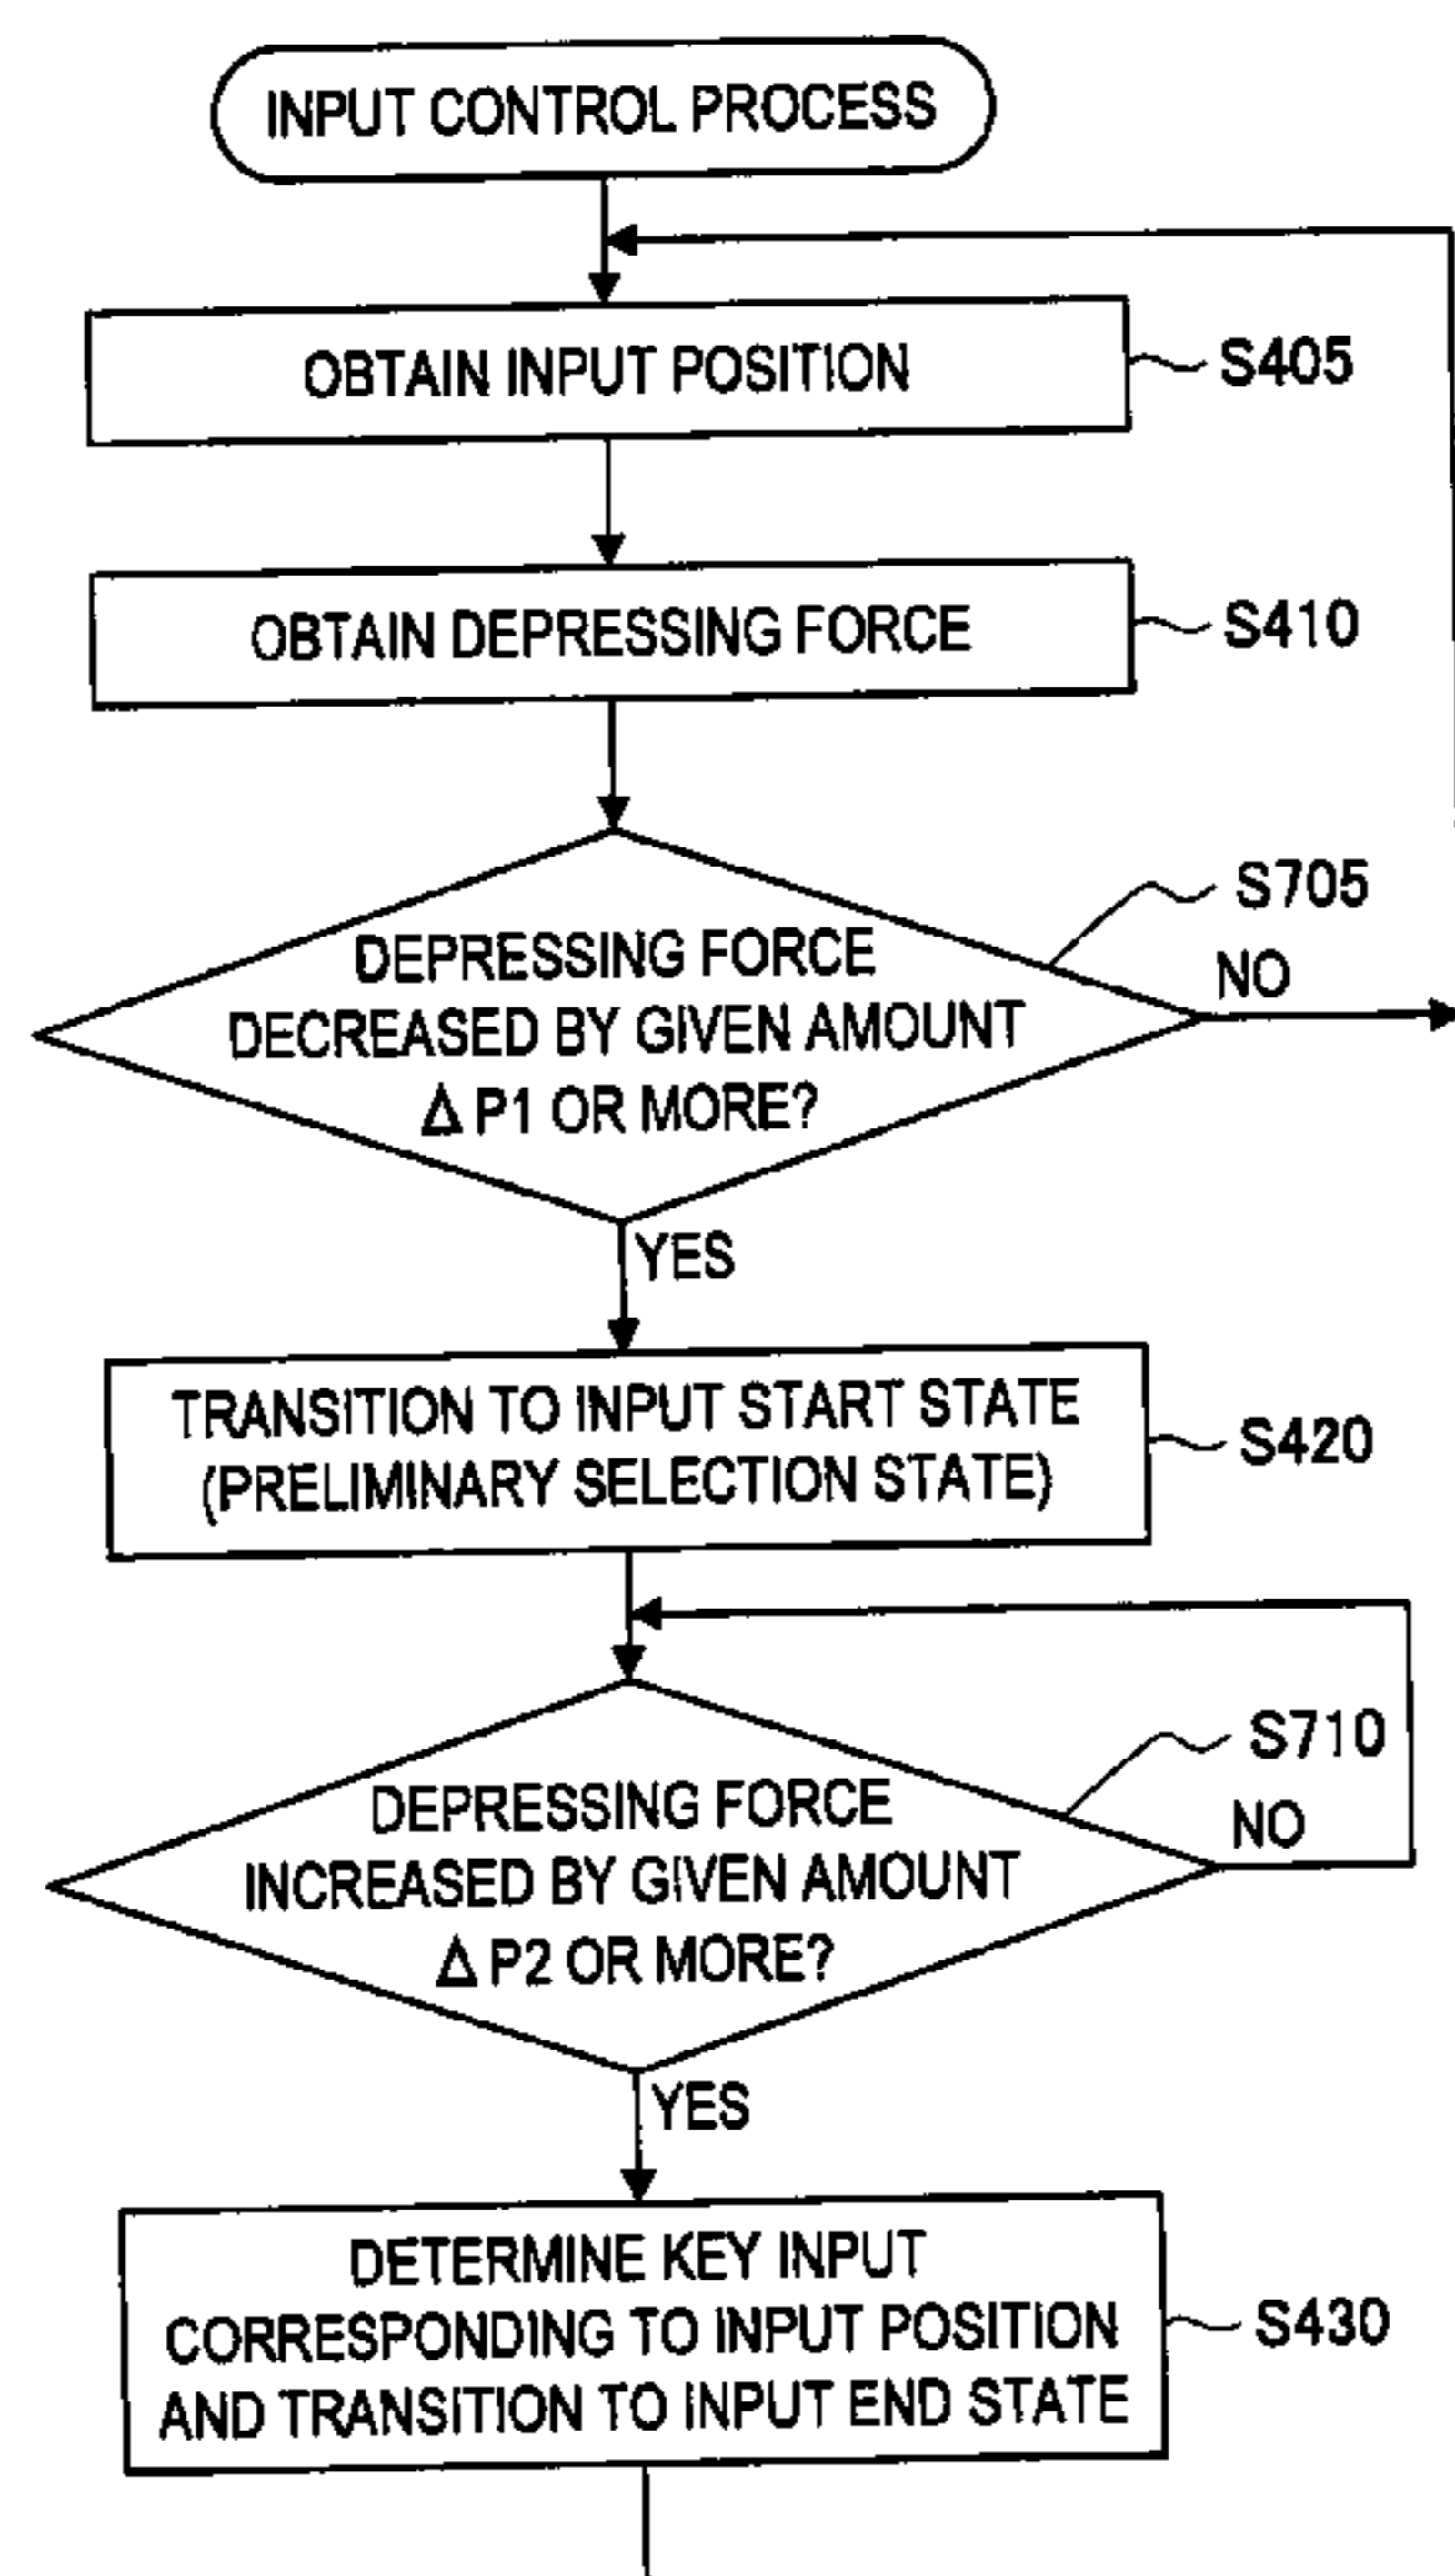 INPUT CONTROL PROCESS
OBTAIN INPUT POSITION
S405
OBTAIN DEPRESSING FORCE
S410
S705
DEPRESSING FORCE
DECREASED BY GIVEN AMOUNT
Δ P1 OR MORE?
NO
YES
TRANSITION TO INPUT START STATE
(PRELIMINARY SELECTION STATE)
S420
S710
DEPRESSING FORCE
INCREASED BY GIVEN AMOUNT
Δ P2 OR MORE?
NO
YES
DETERMINE KEY INPUT
CORRESPONDING TO INPUT POSITION
AND TRANSITION TO INPUT END STATE
S430